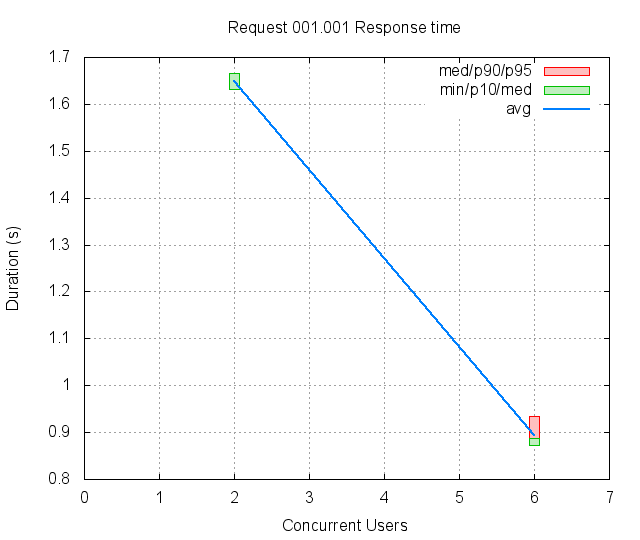 Request 001.001 Response time
med/p90/p95
min/p10/med
avg
1.7
1.6
1.5
1.4
1.3
1.2
1.1
1
0.9
0.8
Duration (s)
0 1 2 3 4 5 6 7
Concurrent Users